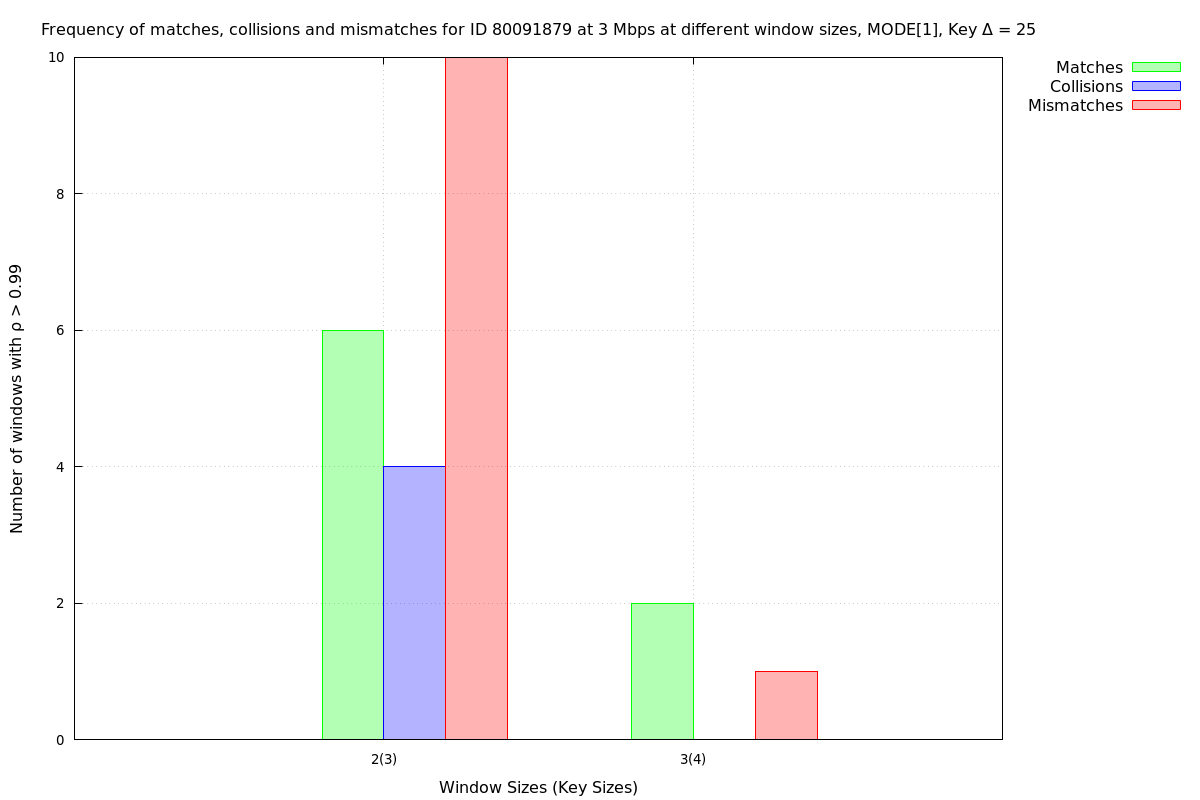 Frequency of matches, collisions and mismatches for ID 80091879 at 3 Mbps at different window sizes, MODE[1], Key Δ = 25
Matches
Collisions
Mismatches
Number of windows with ρ > 0.99
10
8
6
4
2
0
2(3)
3(4)
Window Sizes (Key Sizes)